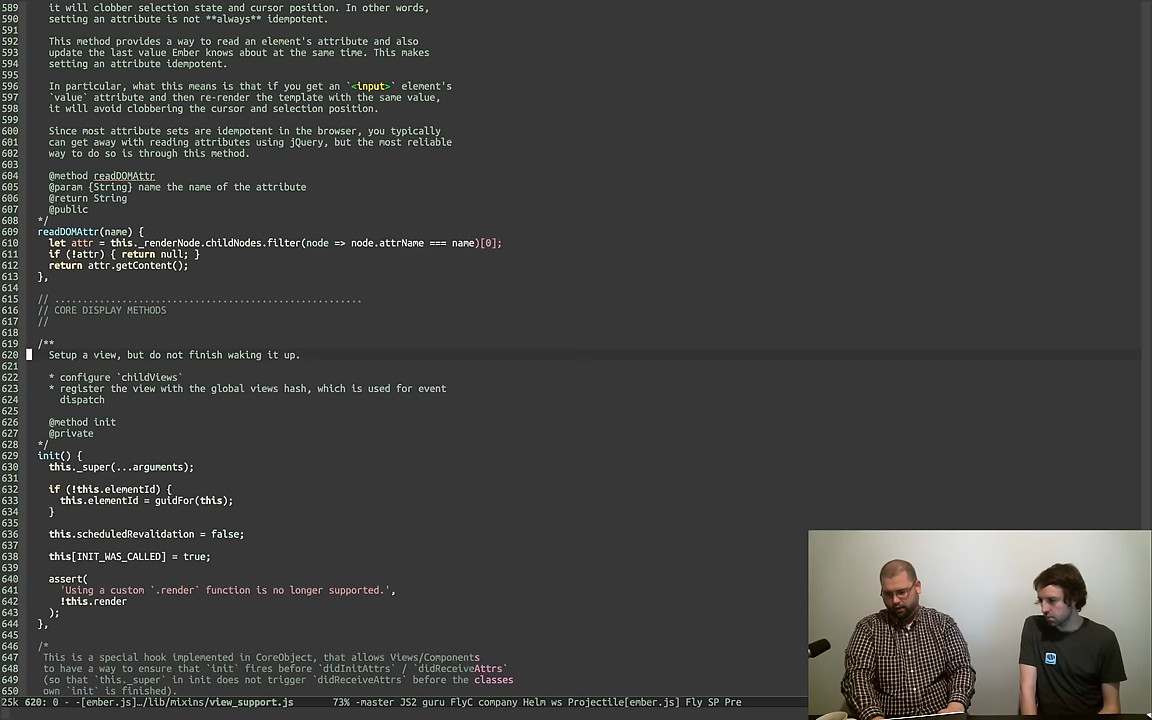 589 it will clobber selection state and cursor position. In other words,
590 setting an attribute is not **always** idempotent.
591
592 This method provides a way to read an element's attribute and also
593 update the last value Ember knows about at the same time. This makes
594 setting an attribute idempotent.
595
596 In particular, what this means is that if you get an `<input>` element's
597 `value` attribute and then re-render the template with the same value,
598 it will avoid clobbering the cursor and selection position.
599
600 Since most attribute sets are idempotent in the browser, you typically
601 can get away with reading attributes using jQuery, but the most reliable
602 way to do so is through this method.
603
604 @method readDOMAttr
605 @param {String} name the name of the attribute
606 @return String
607 @public
608 */
609 readDOMAttr(name) {
610 let attr = this._renderNode.childNodes.filter(node => node.attrName === name)[0];
611 if (!attr) { return null; }
612 return attr.getContent();
613 },
614
615 // .......................................................
616 // CORE DISPLAY METHODS
617 //
618
619 /**
620 Setup a view, but do not finish waking it up.
621
622 * configure `childViews`
623 * register the view with the global views hash, which is used for event
624 dispatch
625
626 @method init
627 @private
628 */
629 init() {
630 this._super(...arguments);
631
632 if (!this.elementId) {
633 this.elementId = guidFor(this);
634 }
635
636 this.scheduledRevalidation = false;
637
638 this[INIT_WAS_CALLED] = true;
639
640 assert(
641 'Using a custom `.render` function is no longer supported.',
642 !this.render
643 );
644 },
645
646 /*
647 This is a special hook implemented in CoreObject, that allows Views/Components
648 to have a way to ensure that `init` fires before `didInitAttrs` / `didReceiveAttrs`
649 (so that `this._super` in init does not trigger `didReceiveAttrs` before the classes
650 own `init` is finished).
25k 620: 0 - -[ember.js]…/lib/mixins/view_support.js 73% -master JS2 guru FlyC company Helm ws Projectile[ember.js] Fly SP Pre